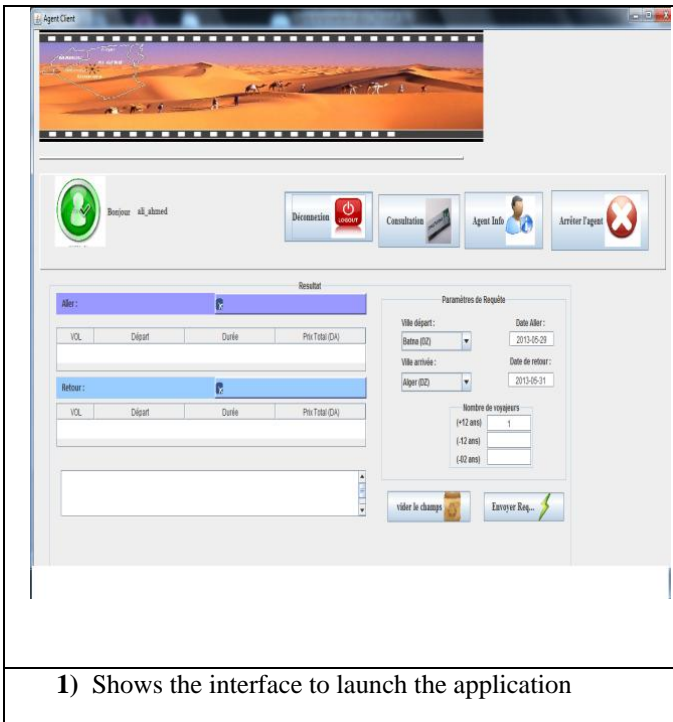 Agent Client
Bonjour ali_ahmed
Déconnexion
LOGOUT
Consultation
Agent Info
Arrêter l'agent
Resultat
Aller :
VOL Départ Durée Prix Total (DA)
Retour :
VOL Départ Durée Prix Total (DA)
Paramètres de Requête
Ville départ : Date Aller :
Batna (DZ) 2013-05-29
Ville arrivée : Date de retour :
Alger (DZ) 2013-05-31
Nombre de voyajeurs
(+12 ans) 1
(-12 ans)
(-02 ans)
vider le champs
Envoyer Req...
1) Shows the interface to launch the application